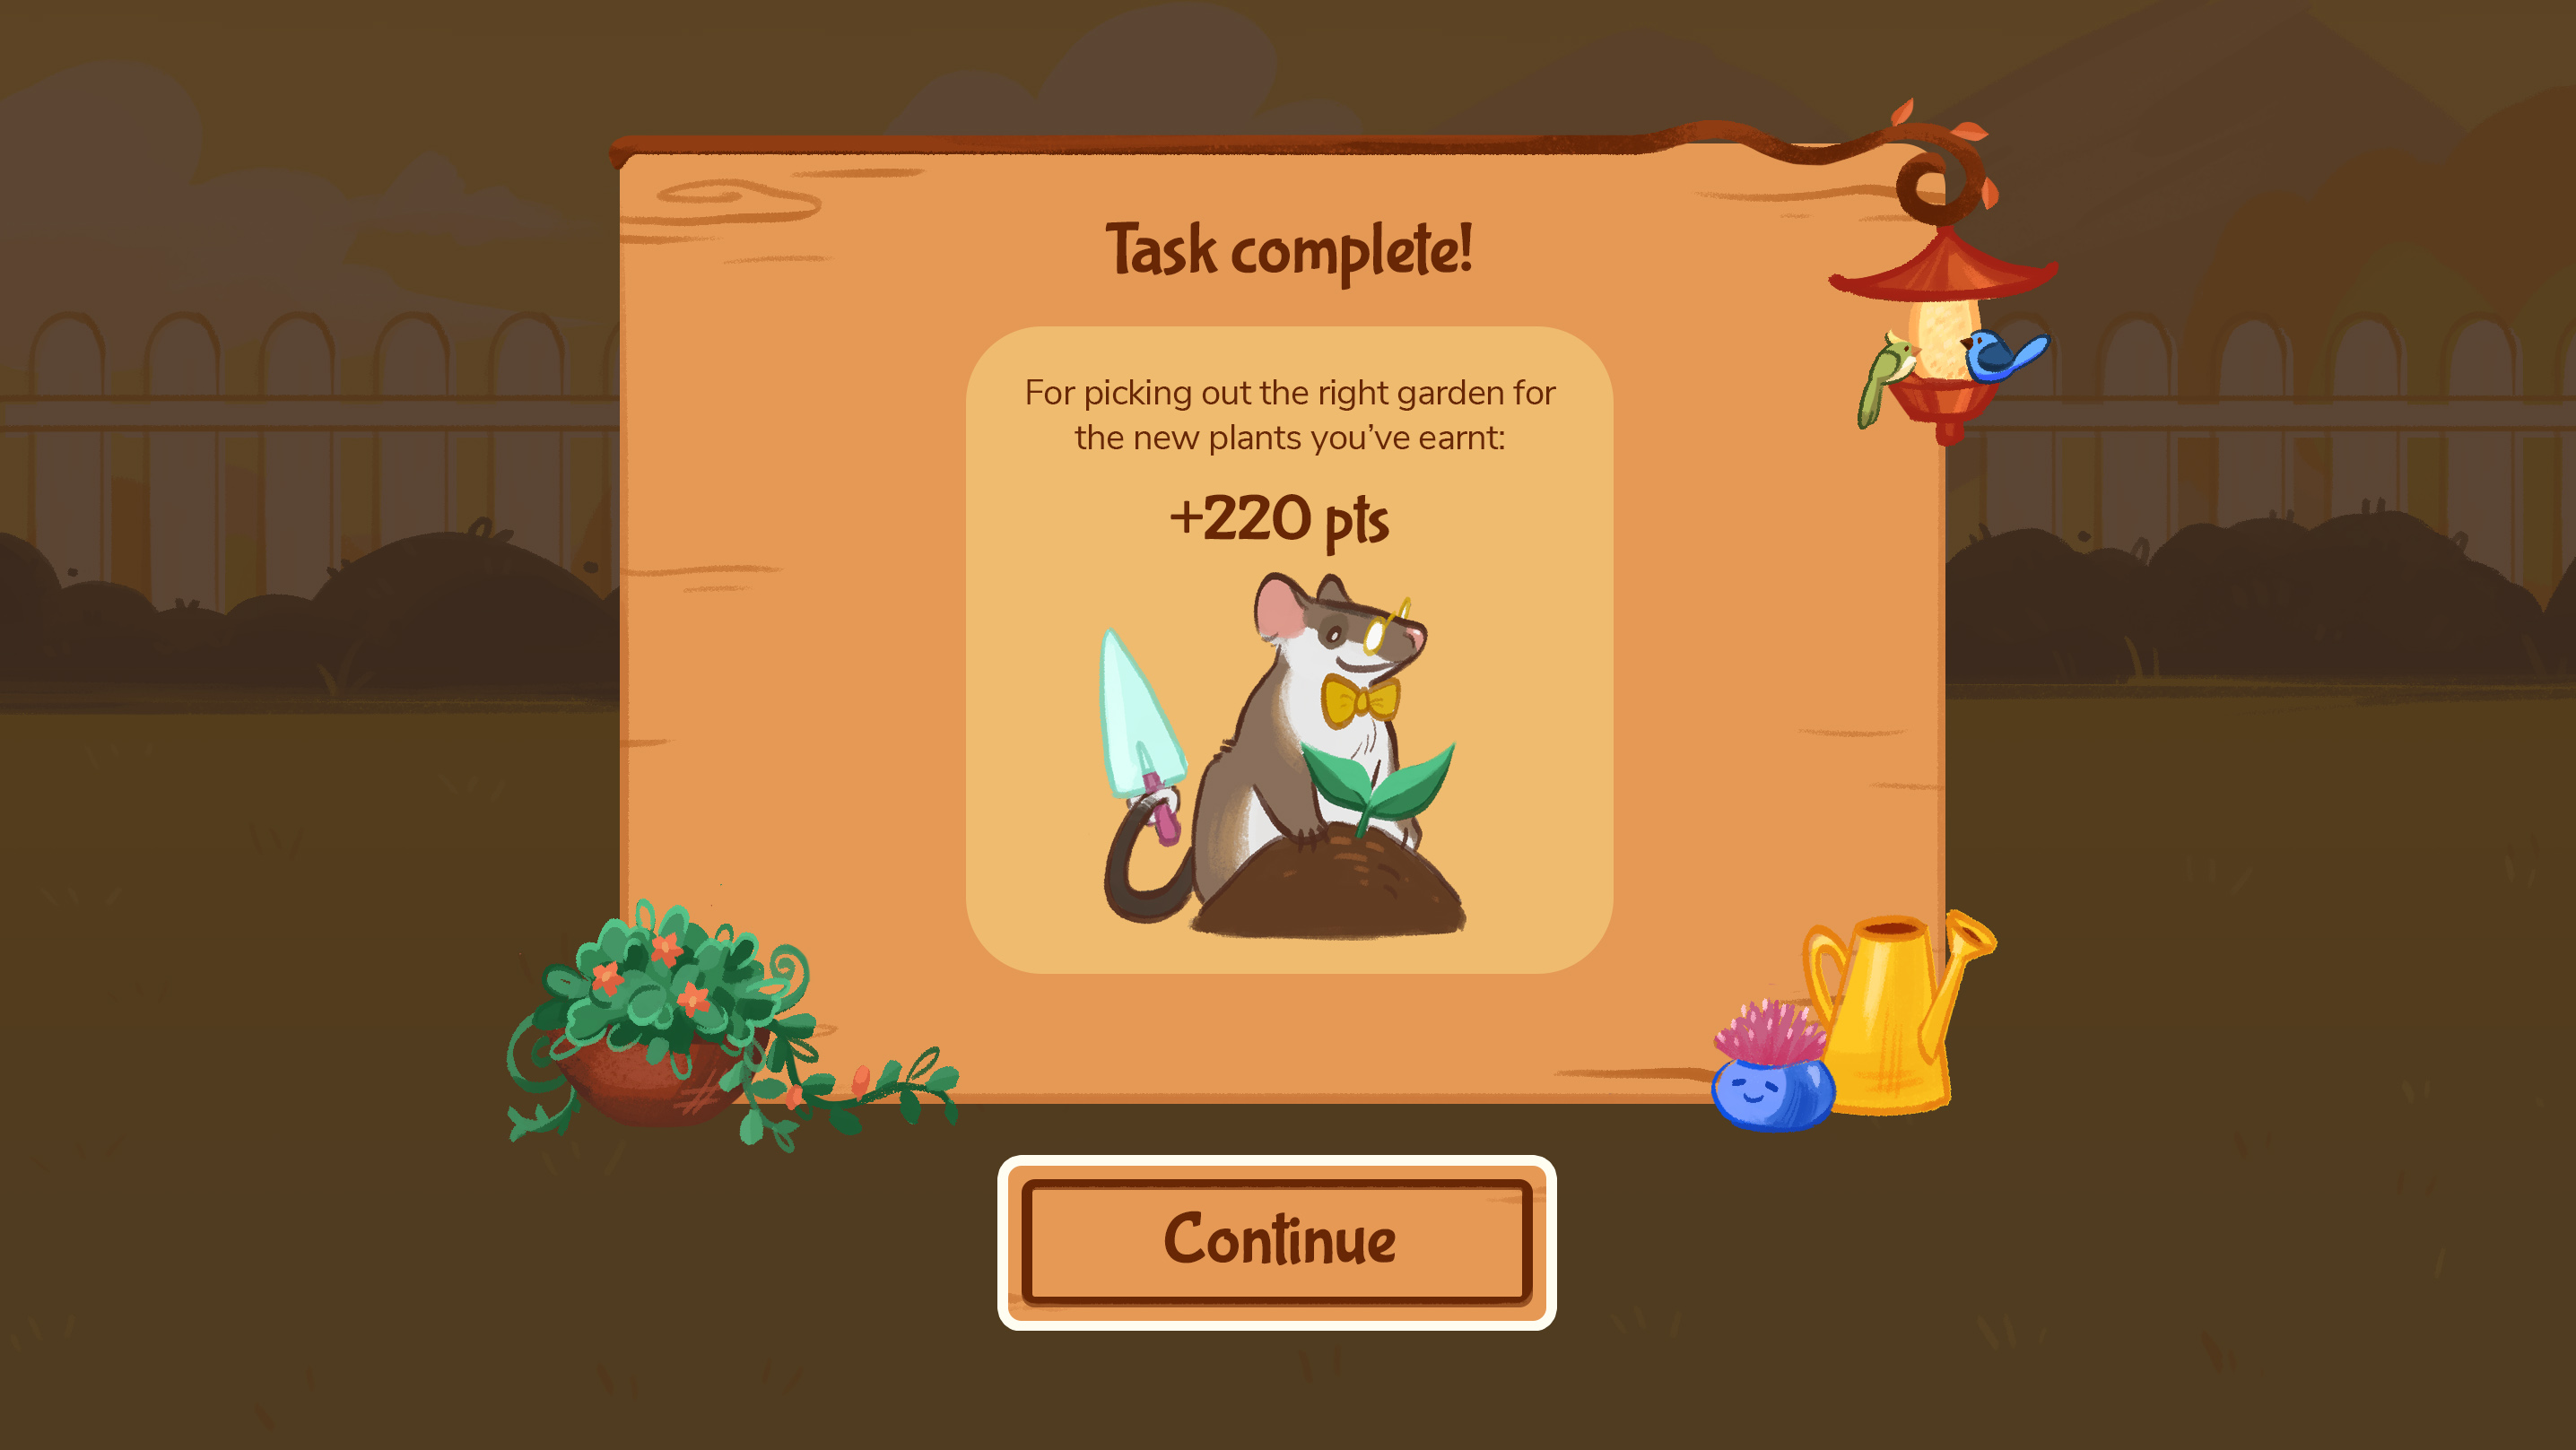 Task complete!
For picking out the right garden for
the new plants you’ve earnt:
+220 pts
Continue